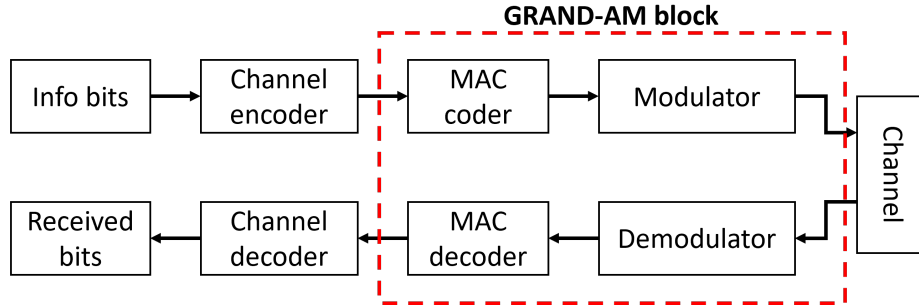 GRAND-AM block
Info bits
Channel
encoder
MAC
coder
Modulator
Channel
Received
bits
Channel
decoder
MAC
decoder
Demodulator